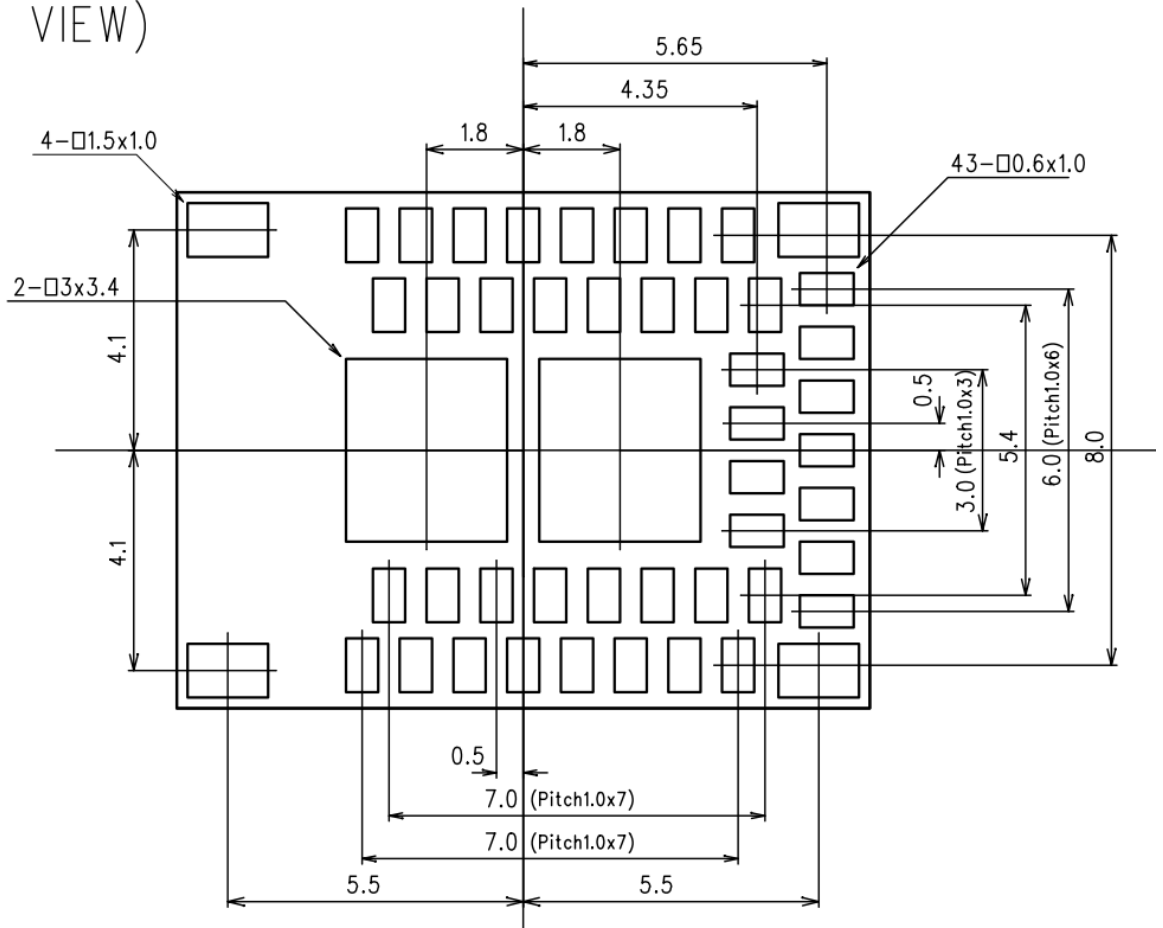 VIEW)
5.65
4.35
1.8
1.8
4-□1.5x1.0
43-□0.6x1.0
2-□3x3.4
4.1
4.1
0.5
3.0 (Pitch1.0x3)
5.4
6.0 (Pitch1.0x6)
8.0
0.5
7.0 (Pitch1.0x7)
7.0 (Pitch1.0x7)
5.5
5.5